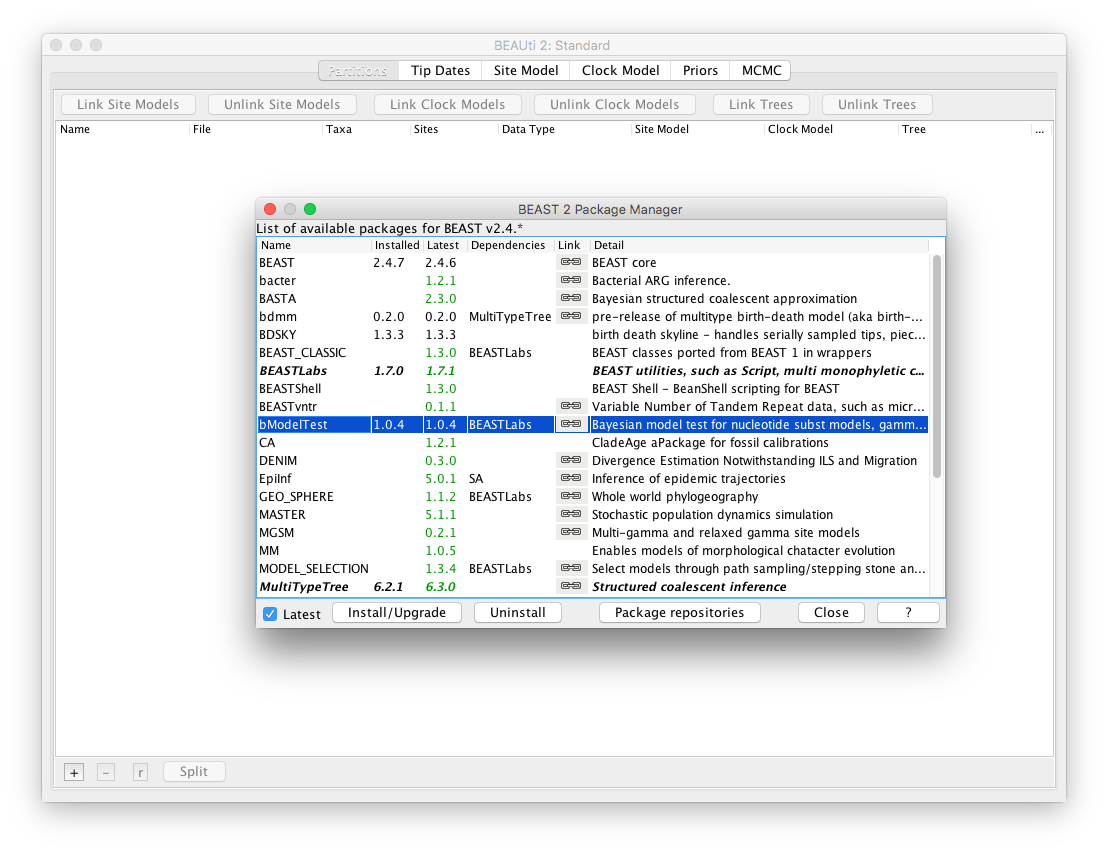 BEAUti 2: Standard
Partitions Tip Dates Site Model Clock Model Priors MCMC
Link Site Models Unlink Site Models Link Clock Models Unlink Clock Models Link Trees Unlink Trees
Name File Taxa Sites Data Type Site Model Clock Model Tree ...
BEAST 2 Package Manager
List of available packages for BEAST v2.4.*
Name Installed Latest Dependencies Link Detail
BEAST 2.4.7 2.4.6 BEAST core
bacter 1.2.1 Bacterial ARG inference.
BASTA 2.3.0 Bayesian structured coalescent approximation
bdmm 0.2.0 0.2.0 MultiTypeTree pre-release of multitype birth-death model (aka birth-...
BDSKY 1.3.3 1.3.3 birth death skyline - handles serially sampled tips, piec...
BEAST_CLASSIC 1.3.0 BEASTLabs BEAST classes ported from BEAST 1 in wrappers
BEASTLabs 1.7.0 1.7.1 BEAST utilities, such as Script, multi monophyletic c...
BEASTShell 1.3.0 BEAST Shell - BeanShell scripting for BEAST
BEASTvntr 0.1.1 Variable Number of Tandem Repeat data, such as micr...
bModelTest 1.0.4 1.0.4 BEASTLabs Bayesian model test for nucleotide subst models, gamm...
CA 1.2.1 CladeAge aPackage for fossil calibrations
DENIM 0.3.0 Divergence Estimation Notwithstanding ILS and Migration
EpiInf 5.0.1 SA Inference of epidemic trajectories
GEO_SPHERE 1.1.2 BEASTLabs Whole world phylogeography
MASTER 5.1.1 Stochastic population dynamics simulation
MGSM 0.2.1 Multi-gamma and relaxed gamma site models
MM 1.0.5 Enables models of morphological chatacter evolution
MODEL_SELECTION 1.3.4 BEASTLabs Select models through path sampling/stepping stone an...
MultiTypeTree 6.2.1 6.3.0 Structured coalescent inference
Latest Install/Upgrade Uninstall Package repositories Close ?
+ - r Split